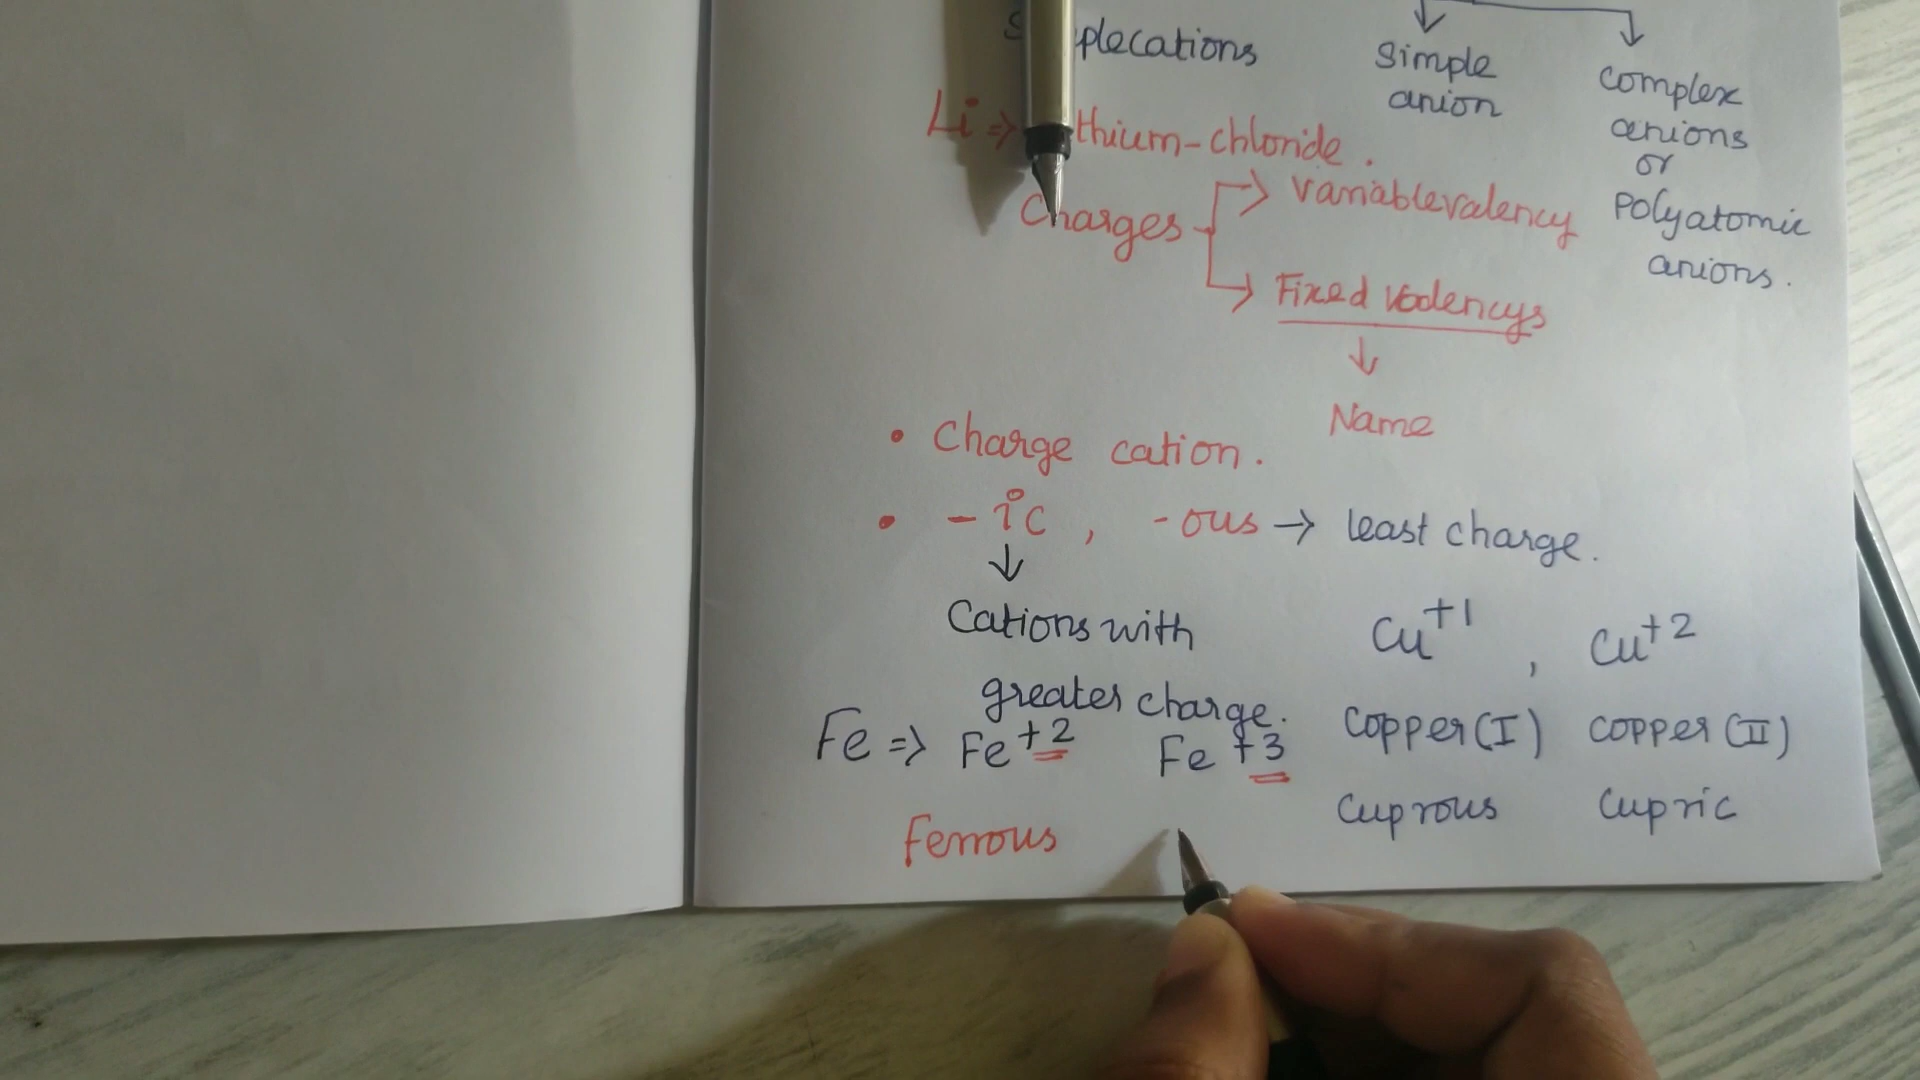 plecations
Simple
anion
complex
anions
or
Polyatomic
anions.
Li ⇒ thium-chloride.
Charges
→ variablevalency
→ Fixed valencys
↓
Name
• Charge cation.
• -ic, -ous → least charge.
↓
Cations with
greater charge.
Cu+1, Cu+2
Copper(I) copper(II)
Cuprous Cupric
Fe ⇒ Fe+2 Fe+3
Ferrous